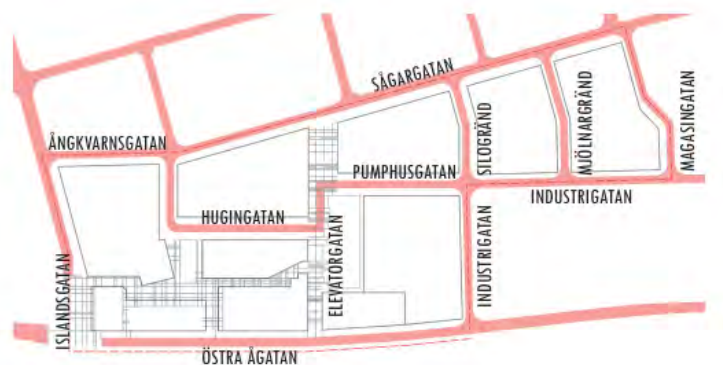 SÅGARGATAN
ÅNGKVARNSGATAN
SILOGRÄND
MJÖLNARGRÄND
MAGASINGATAN
PUMPHUSGATAN
INDUSTRIGATAN
HUGINGATAN
ELEVATORGATAN
INDUSTRIGATAN
ISLANDSGATAN
ÖSTRA ÅGATAN